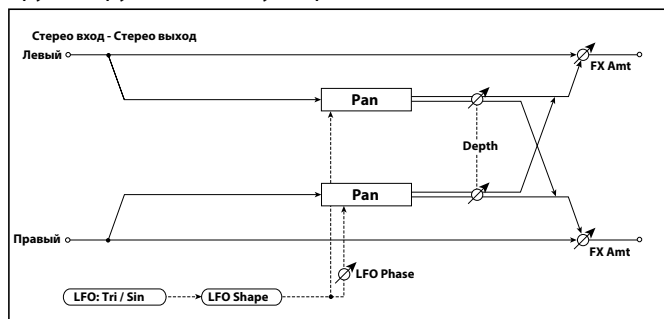 Стерео вход - Стерео выход
Левый
FX Amt
Pan
Depth
Pan
Правый
FX Amt
LFO Phase
LFO: Tri / Sin
LFO Shape